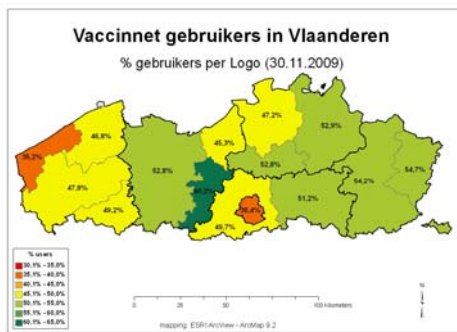 Vaccinnet gebruikers in Vlaanderen
% gebruikers per Logo (30.11.2009)
47,2%
52,9%
46,8%
45,3%
52,8%
52,8%
54,7%
47,9%
54,2%
49,2%
51,2%
49,7%
% users
30,1% - 35,0%
35,1% - 40,0%
40,1% - 45,0%
45,1% - 50,0%
50,1% - 55,0%
55,1% - 60,0%
60,1% - 65,0%
0
25
50
100 Kilometers
mapping: ESRI ArcView - ArcMap 9.2